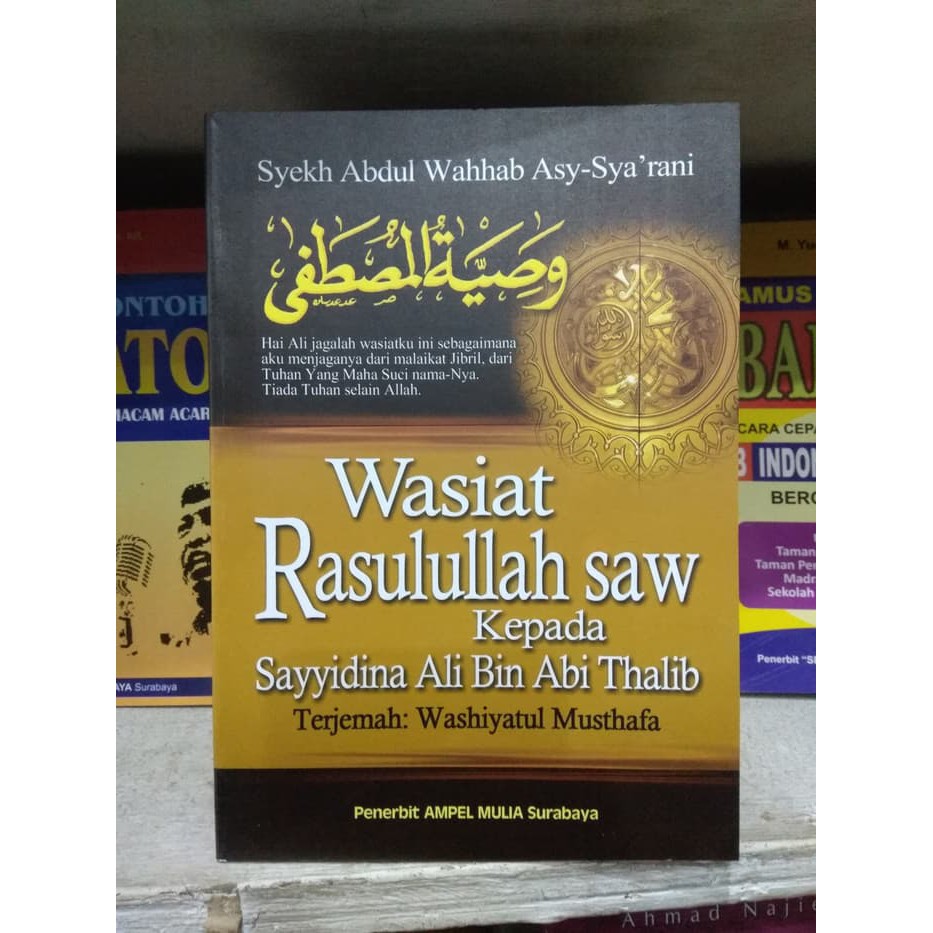 Syekh Abdul Wahhab Asy-Sya'rani
وَصِيَّةُ الْمُصْطَفَى
Hai Ali jagalah wasiatku ini sebagaimana
aku menjaganya dari malaikat Jibril, dari
Tuhan Yang Maha Suci nama-Nya.
Tiada Tuhan selain Allah.
Wasiat
Rasulullah saw
Kepada
Sayyidina Ali Bin Abi Thalib
Terjemah: Washiyatul Musthafa
Penerbit AMPEL MULIA Surabaya
ONTOH
ATO
MACAM ACAR
AYA Surabaya
M. Yu
AMUS
BA
CARA CEPA
B INDON
BERG
Taman
Taman Per
Madr
Sekolah
Penerbit "SE
Ahmad Najie